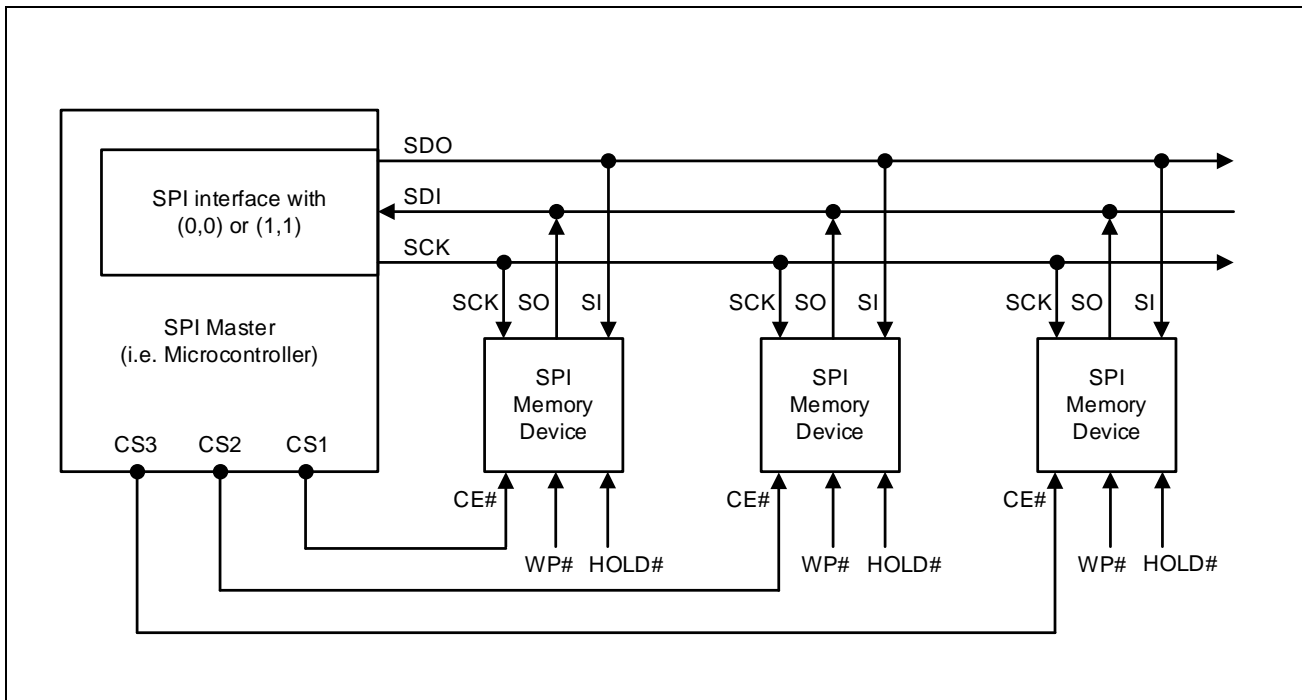 SDO
SPI interface with
(0,0) or (1,1)
SDI
SCK
SCK SO SI
SCK SO SI
SCK SO SI
SPI Master
(i.e. Microcontroller)
SPI
Memory
Device
SPI
Memory
Device
SPI
Memory
Device
CS3 CS2 CS1
CE#
WP# HOLD#
CE#
WP# HOLD#
CE#
WP# HOLD#